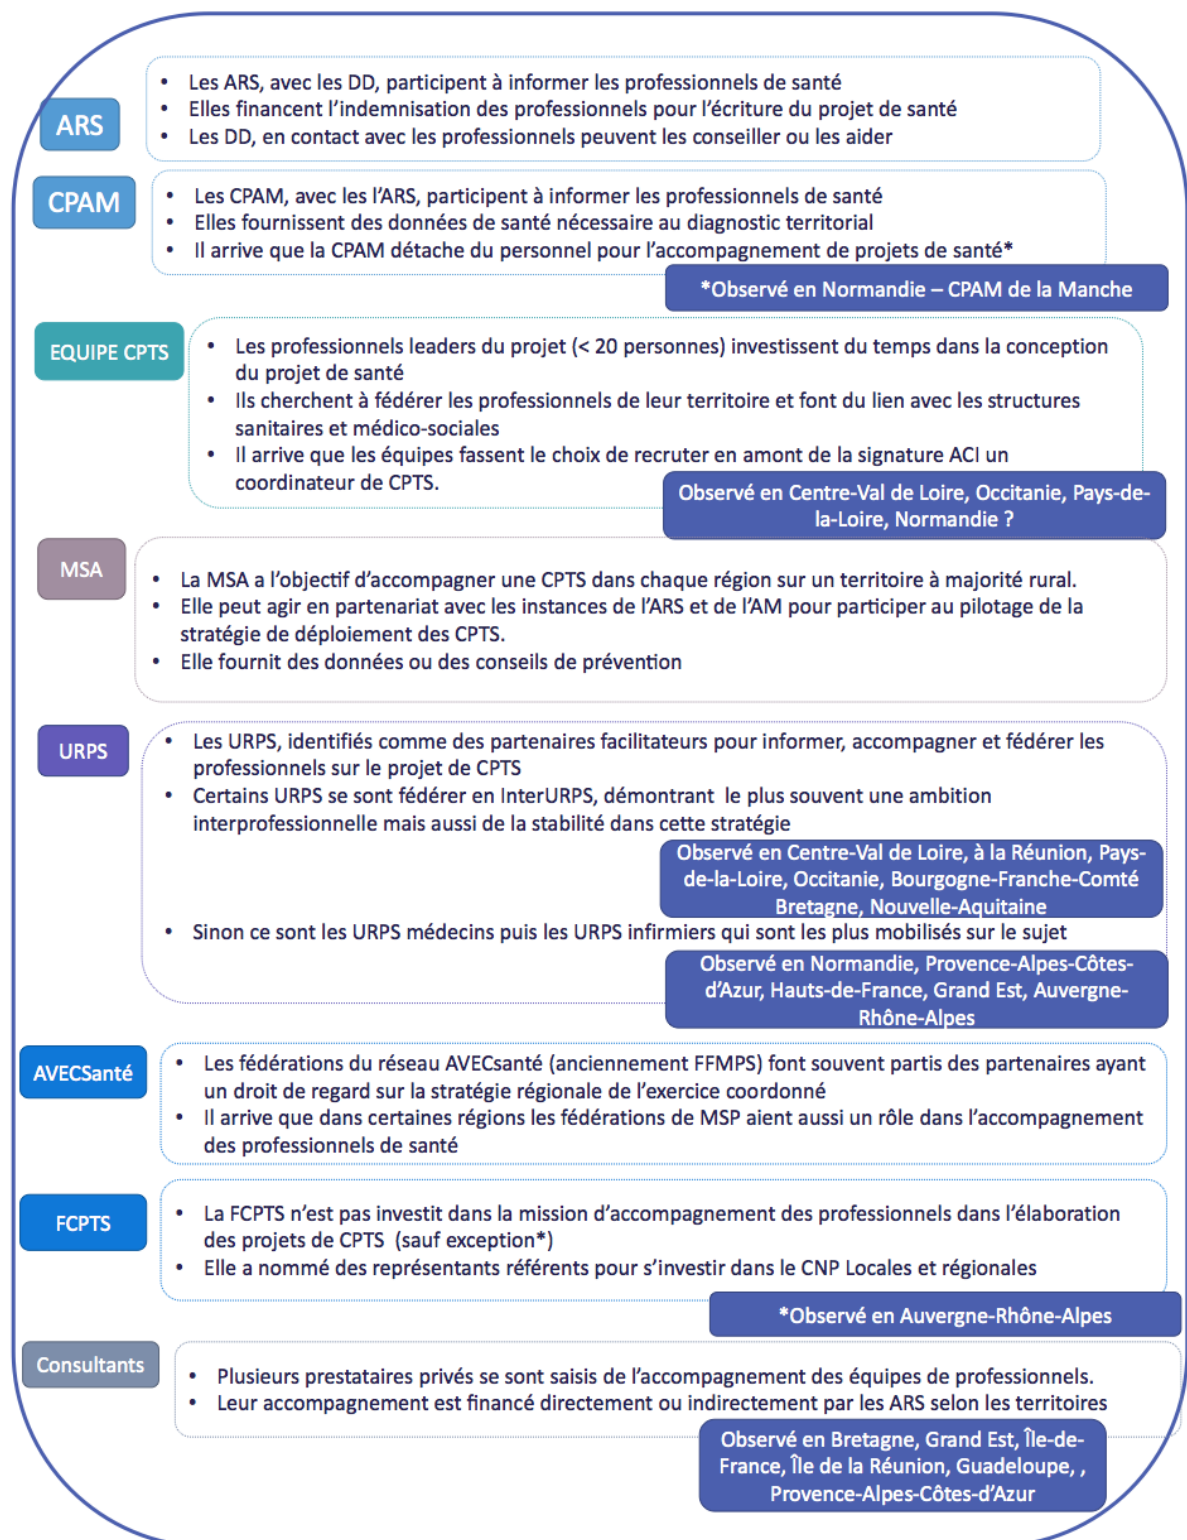 ARS
• Les ARS, avec les DD, participent à informer les professionnels de santé
• Elles financent l'indemnisation des professionnels pour l'écriture du projet de santé
• Les DD, en contact avec les professionnels peuvent les conseiller ou les aider
CPAM
• Les CPAM, avec les l'ARS, participent à informer les professionnels de santé
• Elles fournissent des données de santé nécessaire au diagnostic territorial
• Il arrive que la CPAM détache du personnel pour l'accompagnement de projets de santé*
*Observé en Normandie – CPAM de la Manche
EQUIPE CPTS
• Les professionnels leaders du projet (< 20 personnes) investissent du temps dans la conception
du projet de santé
• Ils cherchent à fédérer les professionnels de leur territoire et font du lien avec les structures
sanitaires et médico-sociales
• Il arrive que les équipes fassent le choix de recruter en amont de la signature ACI un
coordinateur de CPTS.
Observé en Centre-Val de Loire, Occitanie, Pays-de-
la-Loire, Normandie ?
MSA
• La MSA a l'objectif d'accompagner une CPTS dans chaque région sur un territoire à majorité rural.
• Elle peut agir en partenariat avec les instances de l'ARS et de l'AM pour participer au pilotage de la
stratégie de déploiement des CPTS.
• Elle fournit des données ou des conseils de prévention
URPS
• Les URPS, identifiés comme des partenaires facilitateurs pour informer, accompagner et fédérer les
professionnels sur le projet de CPTS
• Certains URPS se sont fédérer en InterURPS, démontrant le plus souvent une ambition
interprofessionnelle mais aussi de la stabilité dans cette stratégie
Observé en Centre-Val de Loire, à la Réunion, Pays-
de-la-Loire, Occitanie, Bourgogne-Franche-Comté
Bretagne, Nouvelle-Aquitaine
• Sinon ce sont les URPS médecins puis les URPS infirmiers qui sont les plus mobilisés sur le sujet
Observé en Normandie, Provence-Alpes-Côtes-
d'Azur, Hauts-de-France, Grand Est, Auvergne-
Rhône-Alpes
AVECSanté
• Les fédérations du réseau AVECsanté (anciennement FFMPS) font souvent partis des partenaires ayant
un droit de regard sur la stratégie régionale de l'exercice coordonné
• Il arrive que dans certaines régions les fédérations de MSP aient aussi un rôle dans l'accompagnement
des professionnels de santé
FCPTS
• La FCPTS n'est pas investit dans la mission d'accompagnement des professionnels dans l'élaboration
des projets de CPTS (sauf exception*)
• Elle a nommé des représentants référents pour s'investir dans le CNP Locales et régionales
*Observé en Auvergne-Rhône-Alpes
Consultants
• Plusieurs prestataires privés se sont saisis de l'accompagnement des équipes de professionnels.
• Leur accompagnement est financé directement ou indirectement par les ARS selon les territoires
Observé en Bretagne, Grand Est, Île-de-
France, Île de la Réunion, Guadeloupe, ,
Provence-Alpes-Côtes-d'Azur